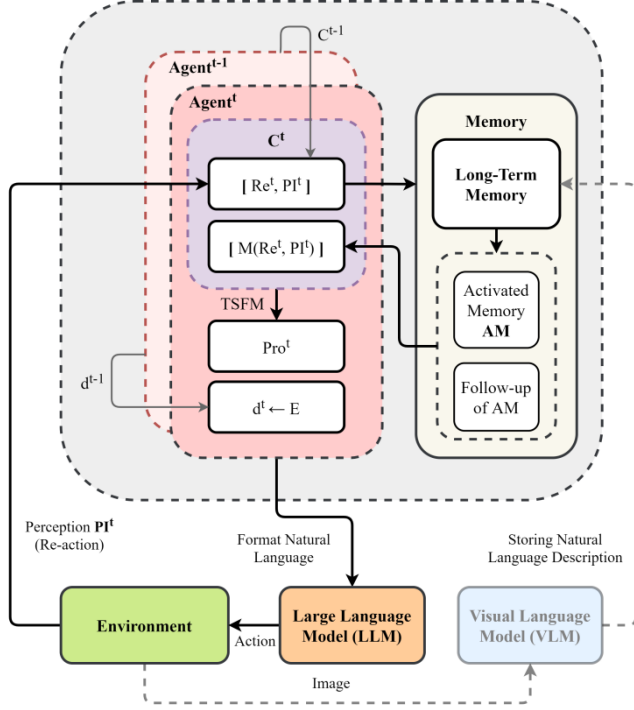 C^{t-1}
Agent^{t-1}
Agent^t
C^t
[ Re^t, PI^t ]
[ M(Re^t, PI^t) ]
TSFM
Pro^t
d^{t-1}
d^t ← E
Memory
Long-Term
Memory
Activated
Memory
AM
Follow-up
of AM
Perception PI^t
(Re-action)
Format Natural
Language
Storing Natural
Language Description
Environment
Action
Large Language
Model (LLM)
Visual Language
Model (VLM)
Image